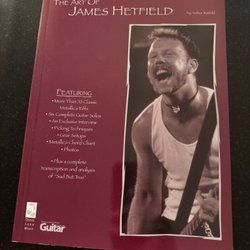 THE ART OF
JAMES HETFIELD
FEATURING
• More Than 70 Classic
Metallica Riffs
• Six Complete Guitar Solos
• An Exclusive Interview
• Picking Techniques
• Gear Setups
• Metallica Chord Chart
• Photos
• Plus a complete
transcription and analysis
of "Sad But True"
Guitar